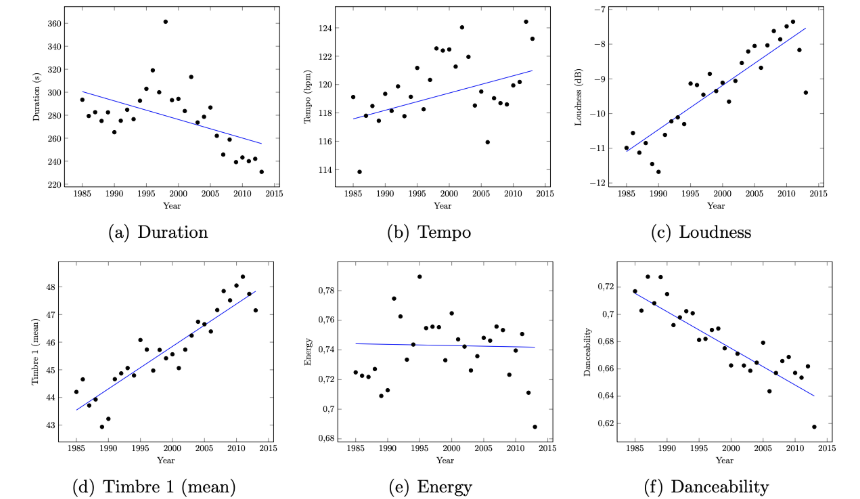 360
340
320
300
280
260
240
220
Duration (s)
1985 1990 1995 2000 2005 2010 2015
Year
(a) Duration
124
122
120
118
116
114
Tempo (bpm)
1985 1990 1995 2000 2005 2010 2015
Year
(b) Tempo
−7
−8
−9
−10
−11
−12
Loudness (dB)
1985 1990 1995 2000 2005 2010 2015
Year
(c) Loudness
48
47
46
45
44
43
Timbre 1 (mean)
1985 1990 1995 2000 2005 2010 2015
Year
(d) Timbre 1 (mean)
0,78
0,76
0,74
0,72
0,7
0,68
Energy
1985 1990 1995 2000 2005 2010 2015
Year
(e) Energy
0,72
0,7
0,68
0,66
0,64
0,62
Danceability
1985 1990 1995 2000 2005 2010 2015
Year
(f) Danceability